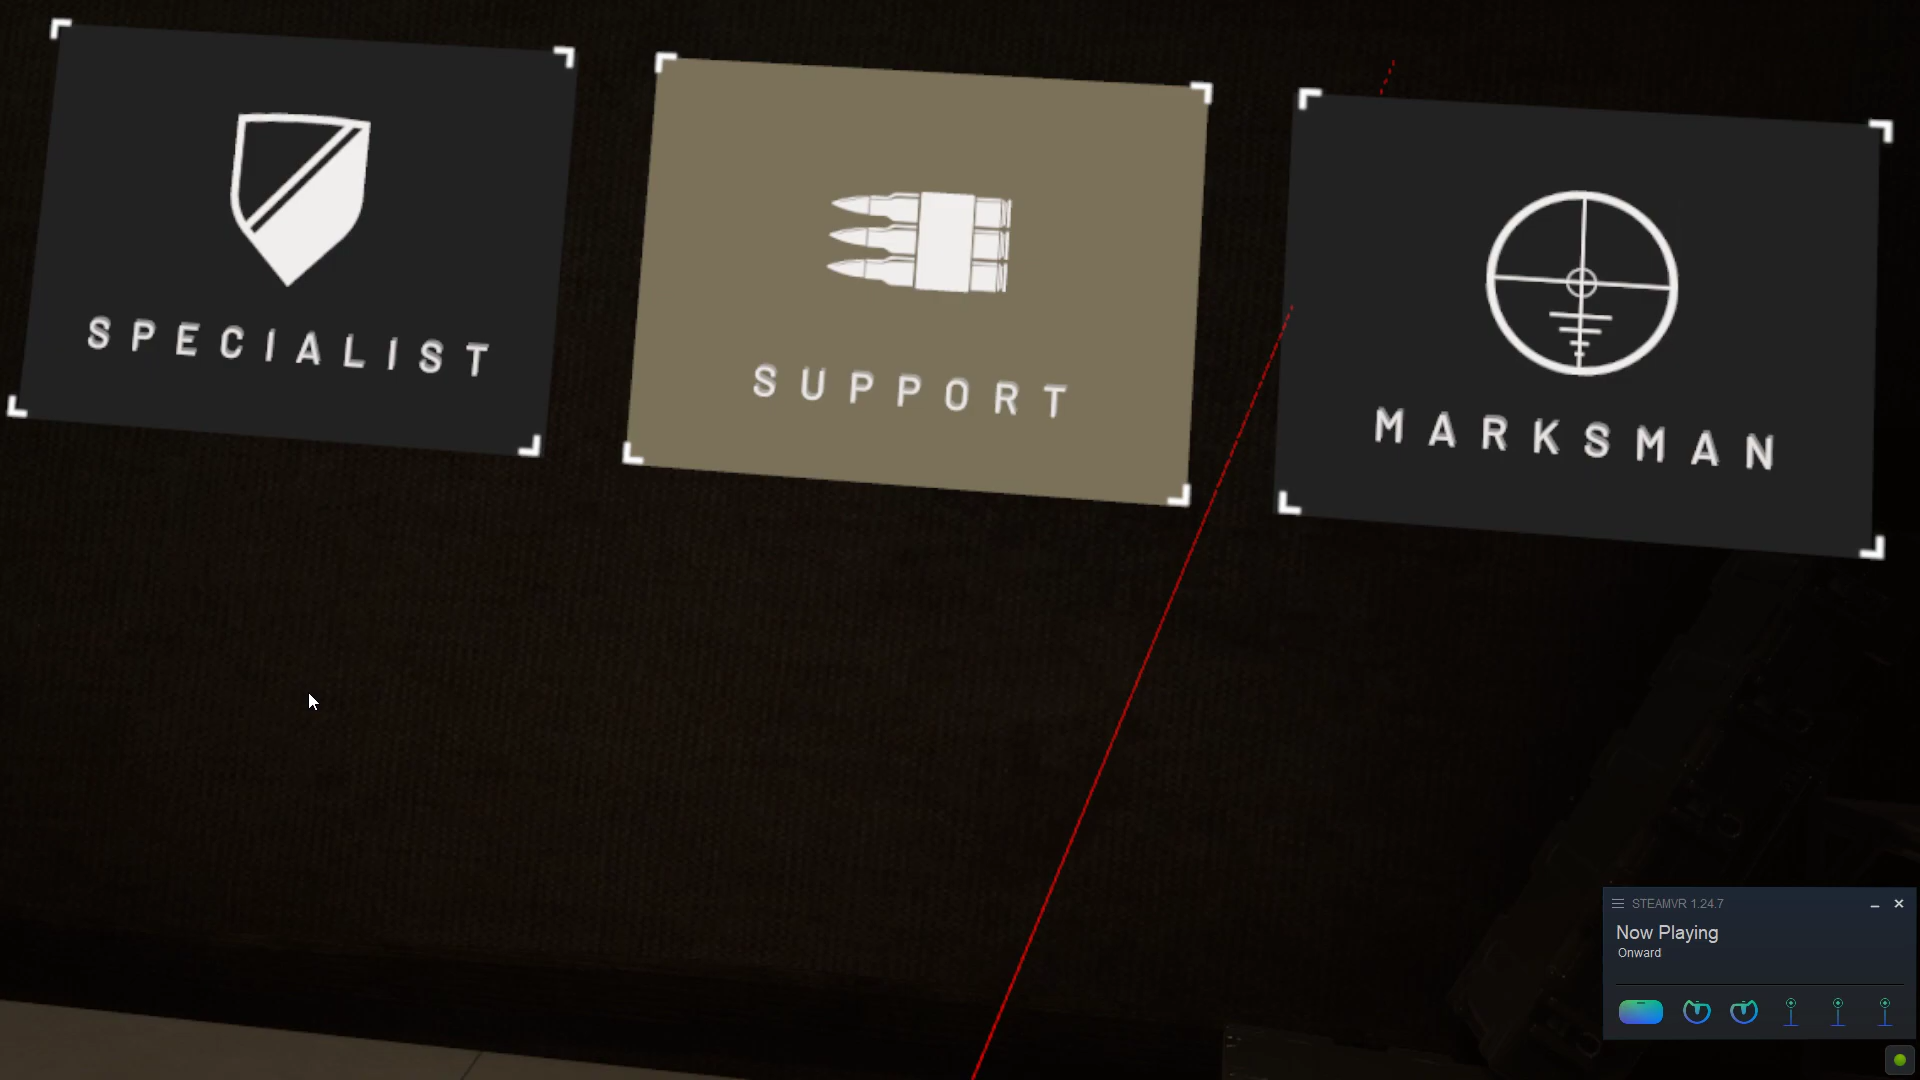 SPECIALIST
SUPPORT
MARKSMAN
STEAMVR 1.24.7
Now Playing
Onward